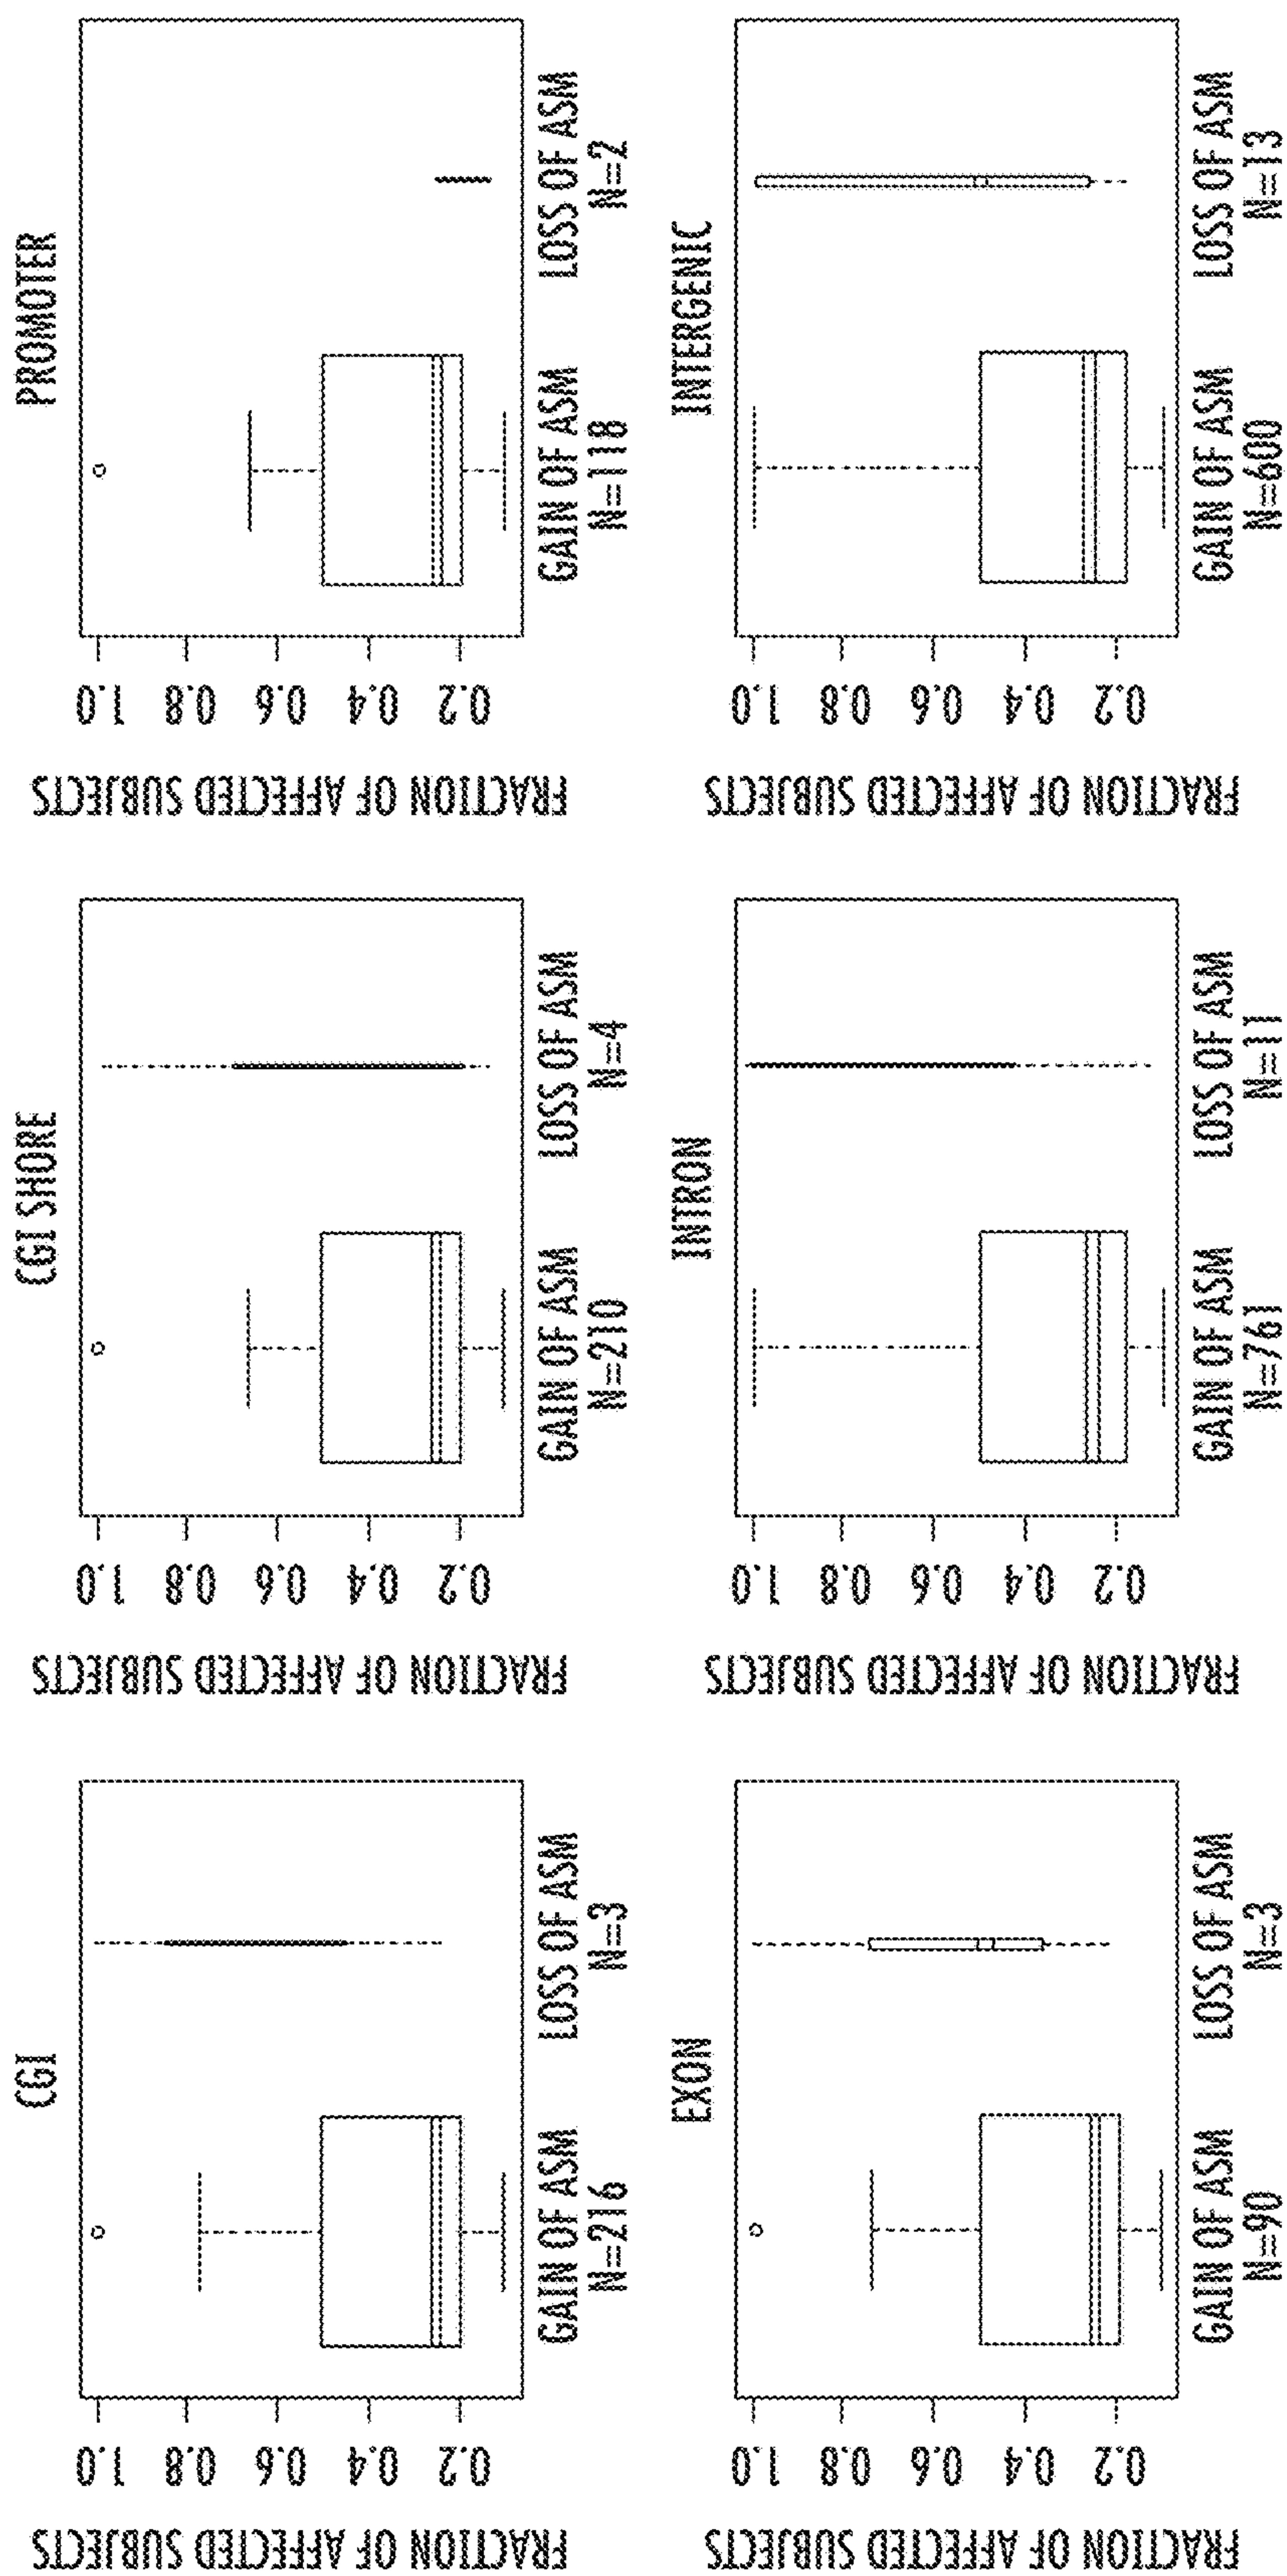 CGI
FRACTION OF AFFECTED SUBJECTS
1.0
0.8
0.6
0.4
0.2
GAIN OF ASM
N=216
LOSS OF ASM
N=3
CGI SHORE
FRACTION OF AFFECTED SUBJECTS
1.0
0.8
0.6
0.4
0.2
GAIN OF ASM
N=210
LOSS OF ASM
N=4
PROMOTER
FRACTION OF AFFECTED SUBJECTS
1.0
0.8
0.6
0.4
0.2
GAIN OF ASM
N=118
LOSS OF ASM
N=2
EXON
FRACTION OF AFFECTED SUBJECTS
1.0
0.8
0.6
0.4
0.2
GAIN OF ASM
N=90
LOSS OF ASM
N=3
INTRON
FRACTION OF AFFECTED SUBJECTS
1.0
0.8
0.6
0.4
0.2
GAIN OF ASM
N=761
LOSS OF ASM
N=11
INTERGENIC
FRACTION OF AFFECTED SUBJECTS
1.0
0.8
0.6
0.4
0.2
GAIN OF ASM
N=600
LOSS OF ASM
N=13